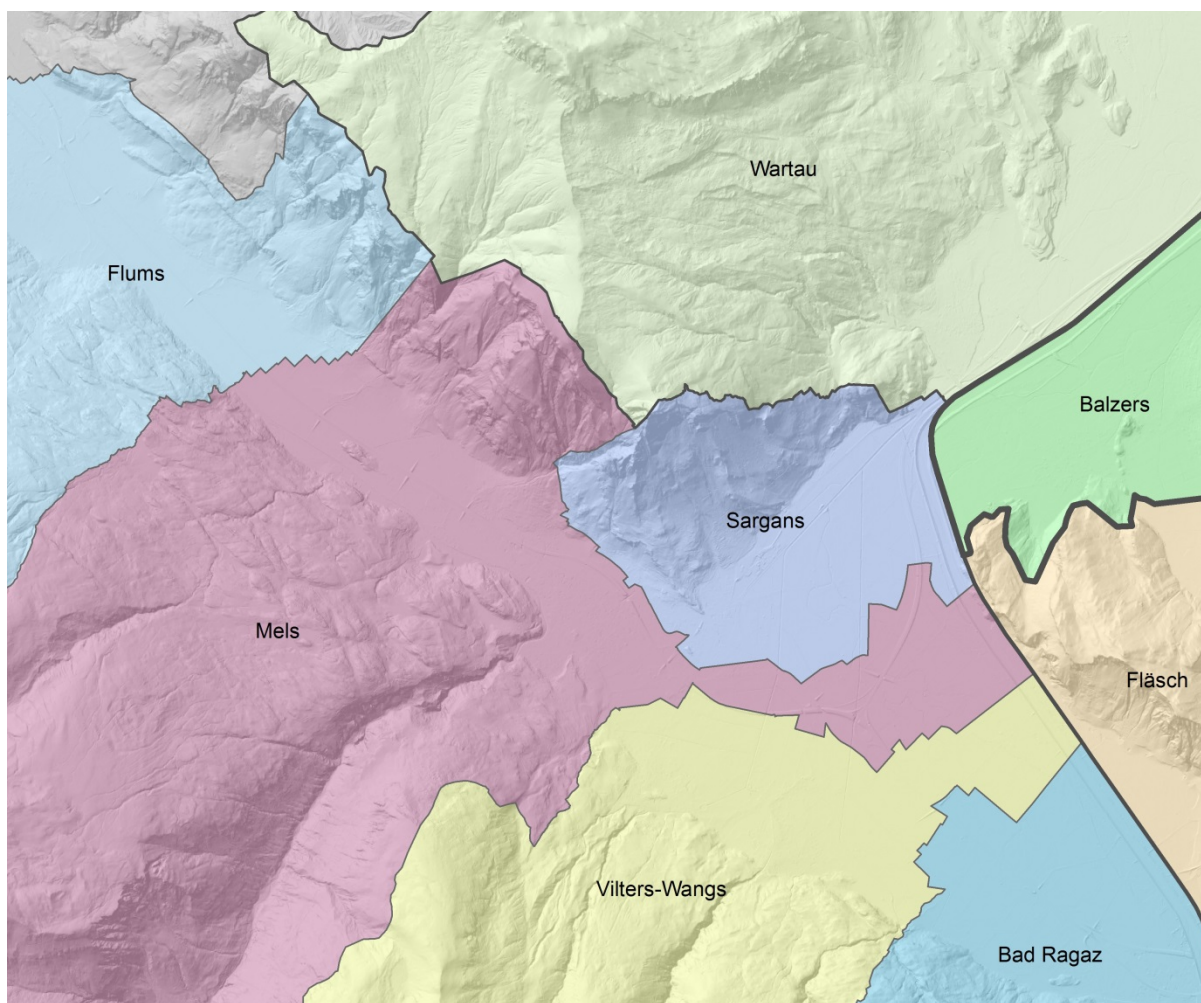 Wartau
Flums
Balzers
Sargans
Mels
Fläsch
Vilters-Wangs
Bad Ragaz